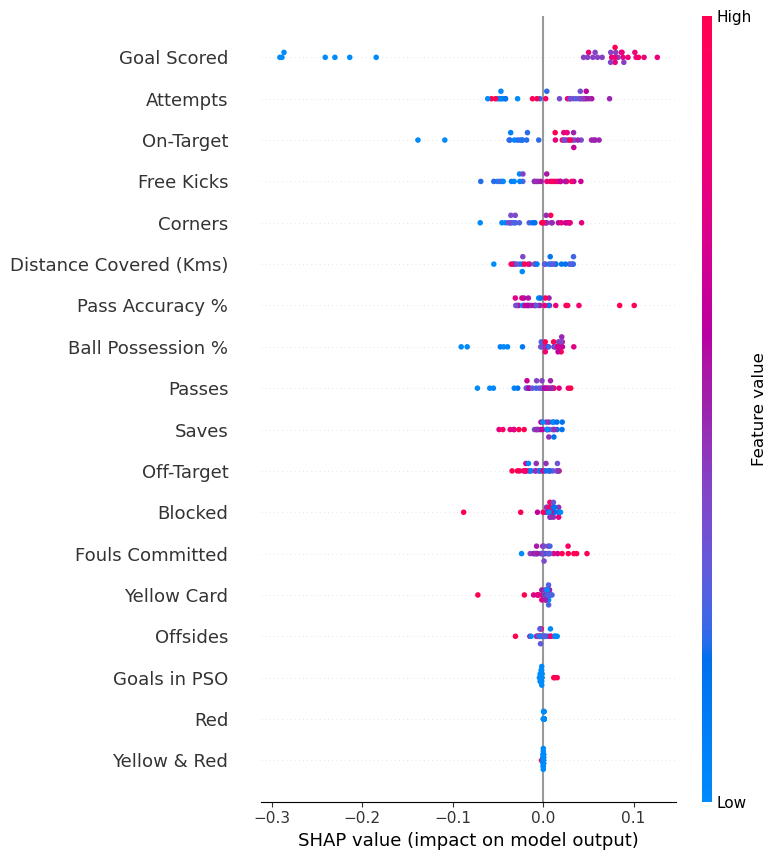 High
Goal Scored
Attempts
On-Target
Free Kicks
Corners
Distance Covered (Kms)
Pass Accuracy %
Ball Possession %
Passes
Saves
Off-Target
Blocked
Fouls Committed
Yellow Card
Offsides
Goals in PSO
Red
Yellow & Red
Feature value
Low
−0.3 −0.2 −0.1 0.0 0.1
SHAP value (impact on model output)